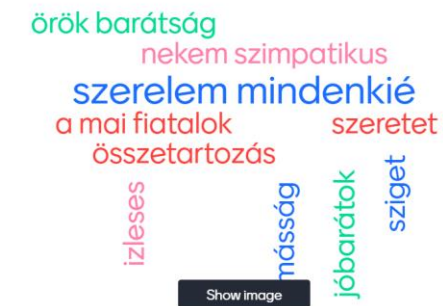 örök barátság
nekem szimpatikus
szerelem mindenkié
a mai fiatalok
szeretet
összetartozás
izleses
másság
jóbarátok
sziget
Show image